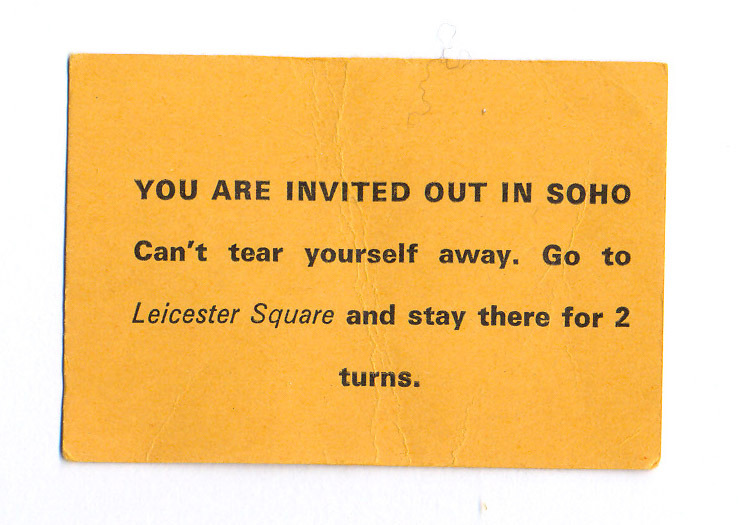 YOU ARE INVITED OUT IN SOHO
Can't tear yourself away. Go to
Leicester Square and stay there for 2
turns.